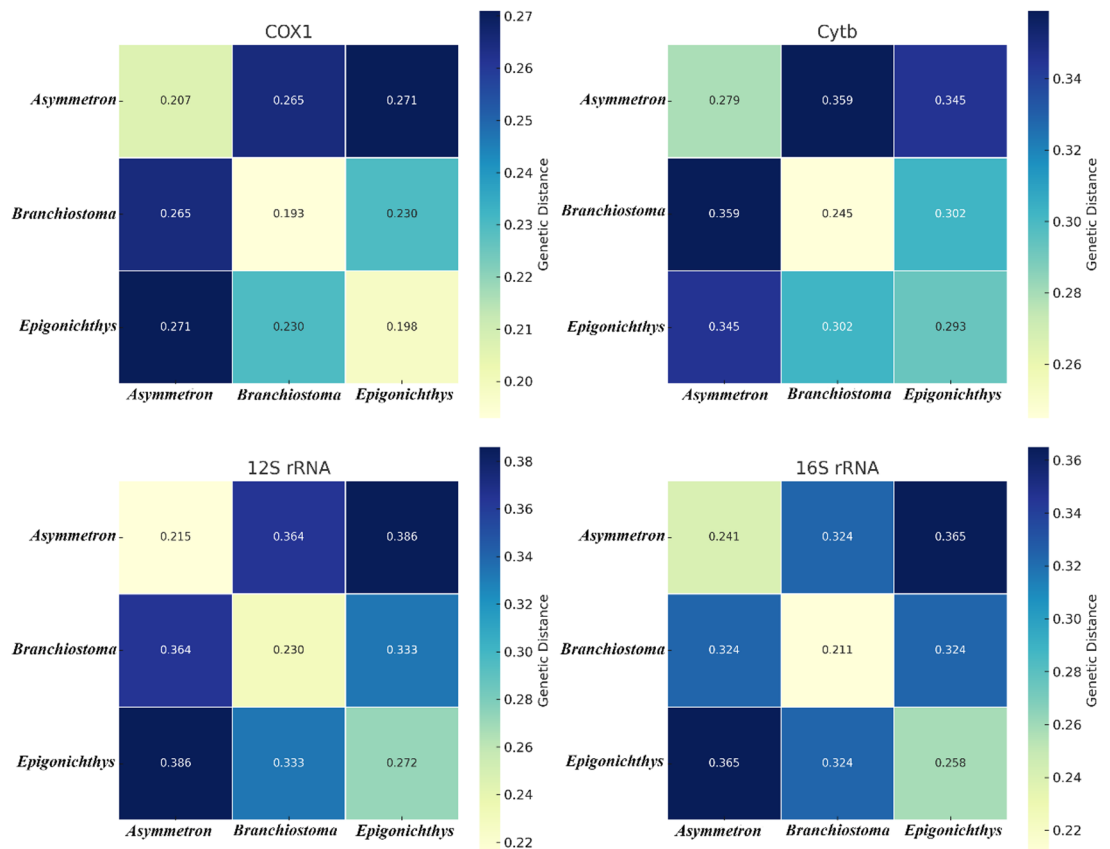 COX1
Asymmetron
0.207 0.265 0.271
Branchiostoma
0.265 0.193 0.230
Epigonichthys
0.271 0.230 0.198
Asymmetron Branchiostoma Epigonichthys
0.27
0.26
0.25
0.24
0.23
0.22
0.21
0.20
Genetic Distance
Cytb
Asymmetron
0.279 0.359 0.345
Branchiostoma
0.359 0.245 0.302
Epigonichthys
0.345 0.302 0.293
Asymmetron Branchiostoma Epigonichthys
0.34
0.32
0.30
0.28
0.26
Genetic Distance
12S rRNA
Asymmetron
0.215 0.364 0.386
Branchiostoma
0.364 0.230 0.333
Epigonichthys
0.386 0.333 0.272
Asymmetron Branchiostoma Epigonichthys
0.38
0.36
0.34
0.32
0.30
0.28
0.26
0.24
0.22
Genetic Distance
16S rRNA
Asymmetron
0.241 0.324 0.365
Branchiostoma
0.324 0.211 0.324
Epigonichthys
0.365 0.324 0.258
Asymmetron Branchiostoma Epigonichthys
0.36
0.34
0.32
0.30
0.28
0.26
0.24
0.22
Genetic Distance